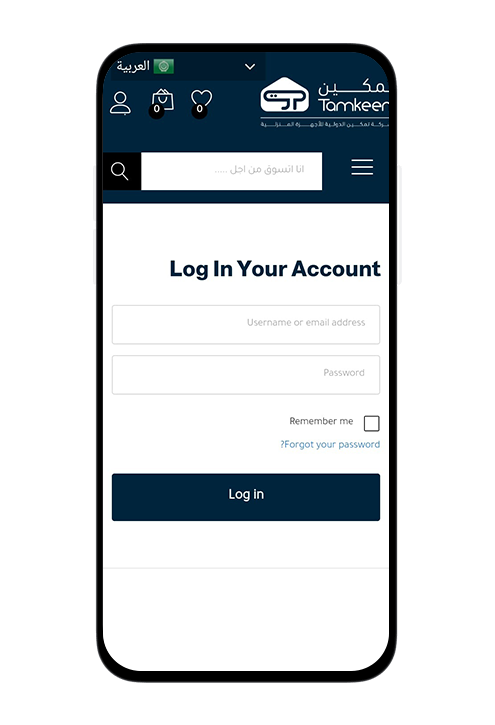 العربية
تمكين
Tamkeen
شركة تمكين الدولية للأجهزة المنزلية
0
0
انا اتسوق من اجل .....
Log In Your Account
Username or email address
Password
Remember me
?Forgot your password
Log in